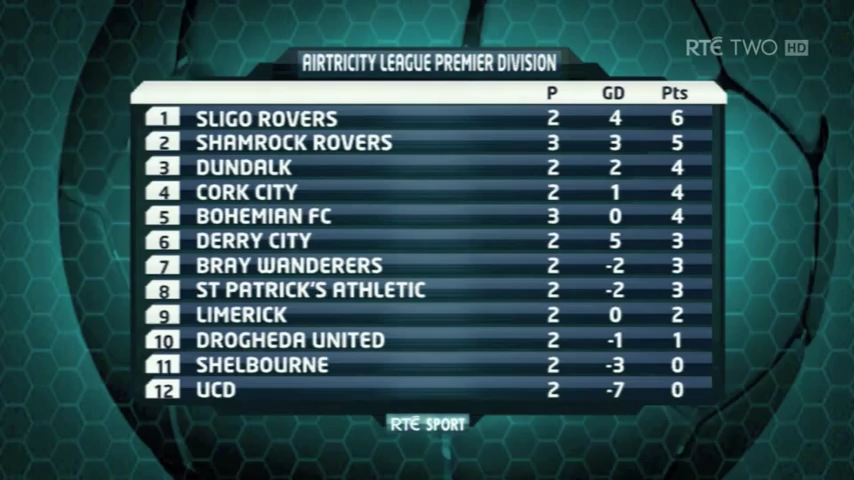 RTÉ TWO HD
AIRTRICITY LEAGUE PREMIER DIVISION
P GD Pts
1 SLIGO ROVERS 2 4 6
2 SHAMROCK ROVERS 3 3 5
3 DUNDALK 2 2 4
4 CORK CITY 2 1 4
5 BOHEMIAN FC 3 0 4
6 DERRY CITY 2 5 3
7 BRAY WANDERERS 2 -2 3
8 ST PATRICK'S ATHLETIC 2 -2 3
9 LIMERICK 2 0 2
10 DROGHEDA UNITED 2 -1 1
11 SHELBOURNE 2 -3 0
12 UCD 2 -7 0
RTÉ SPORT